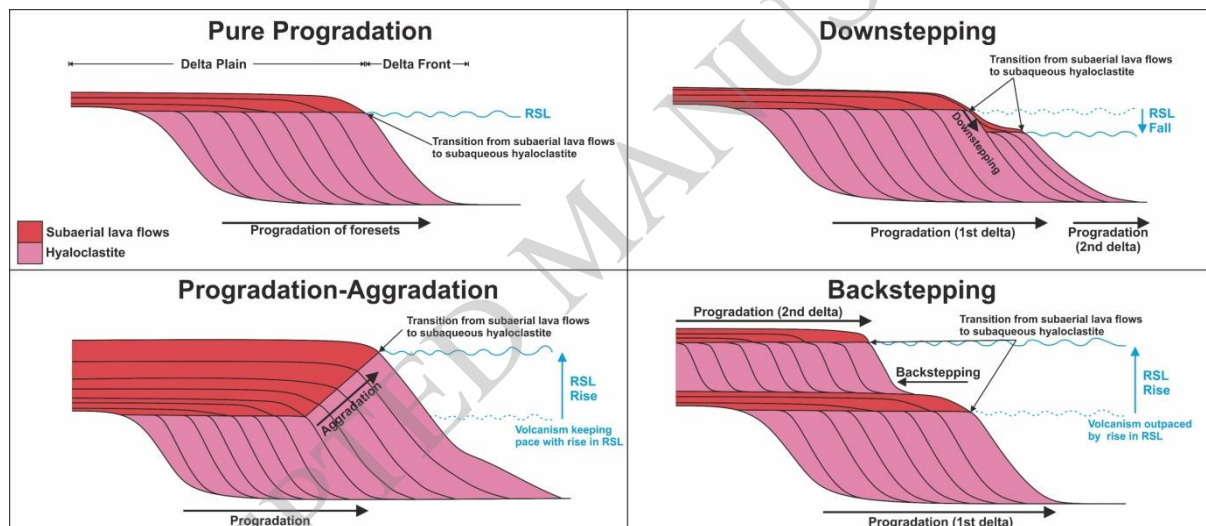 Pure Progradation
Delta Plain
Delta Front
RSL
Transition from subaerial lava flows
to subaqueous hyaloclastite
Subaerial lava flows
Hyaloclastite
Progradation of foresets
Downstepping
Transition from subaerial lava flows
to subaqueous hyaloclastite
RSL
Fall
Downstepping
Progradation (1st delta)
Progradation
(2nd delta)
Progradation-Aggradation
Transition from subaerial lava flows
to subaqueous hyaloclastite
RSL
Rise
Aggradation
Volcanism keeping
pace with rise in RSL
Progradation
Backstepping
Progradation (2nd delta)
Transition from subaerial lava flows
to subaqueous hyaloclastite
Backstepping
RSL
Rise
Volcanism outpaced
by rise in RSL
Progradation (1st delta)
PTED MANUS